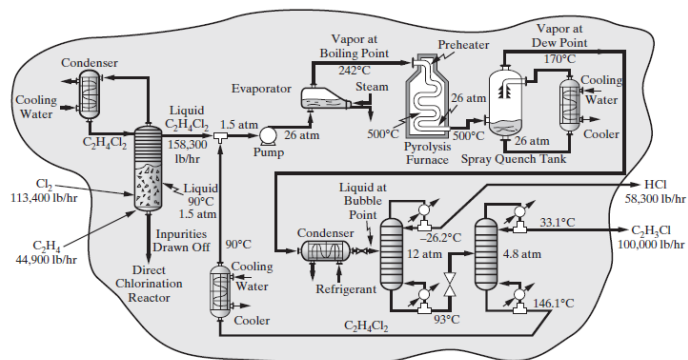 Condenser
Cooling
Water
C2H4Cl2
Cl2
113,400 lb/hr
C2H4
44,900 lb/hr
Direct
Chlorination
Reactor
Inpurities
Drawn Off
Liquid
90°C
1.5 atm
Liquid
C2H4Cl2
158,300
lb/hr
1.5 atm
Pump
26 atm
Evaporator
Vapor at
Boiling Point
242°C
Steam
Preheater
500°C
26 atm
Pyrolysis
Furnace
500°C
Spray Quench Tank
26 atm
Vapor at
Dew Point
170°C
Cooling
Water
Cooler
90°C
Cooling
Water
Cooler
Condenser
Refrigerant
Liquid at
Bubble
Point
–26.2°C
12 atm
93°C
C2H4Cl2
4.8 atm
33.1°C
146.1°C
HCl
58,300 lb/hr
C2H3Cl
100,000 lb/hr